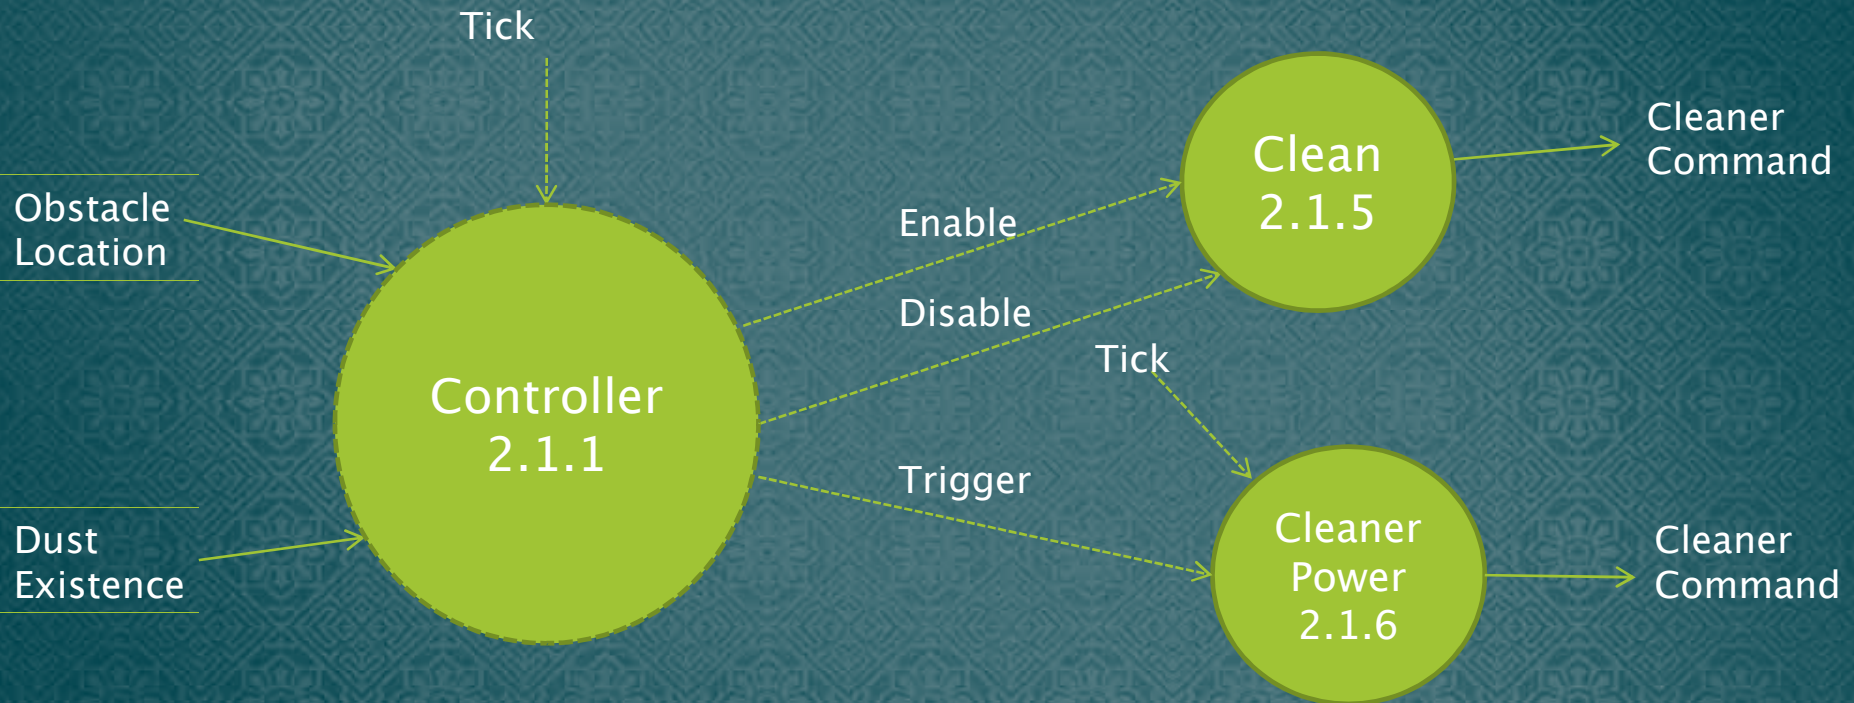 Tick
Obstacle
Location
Dust
Existence
Controller
2.1.1
Enable
Disable
Trigger
Tick
Clean
2.1.5
Cleaner
Command
Cleaner
Power
2.1.6
Cleaner
Command